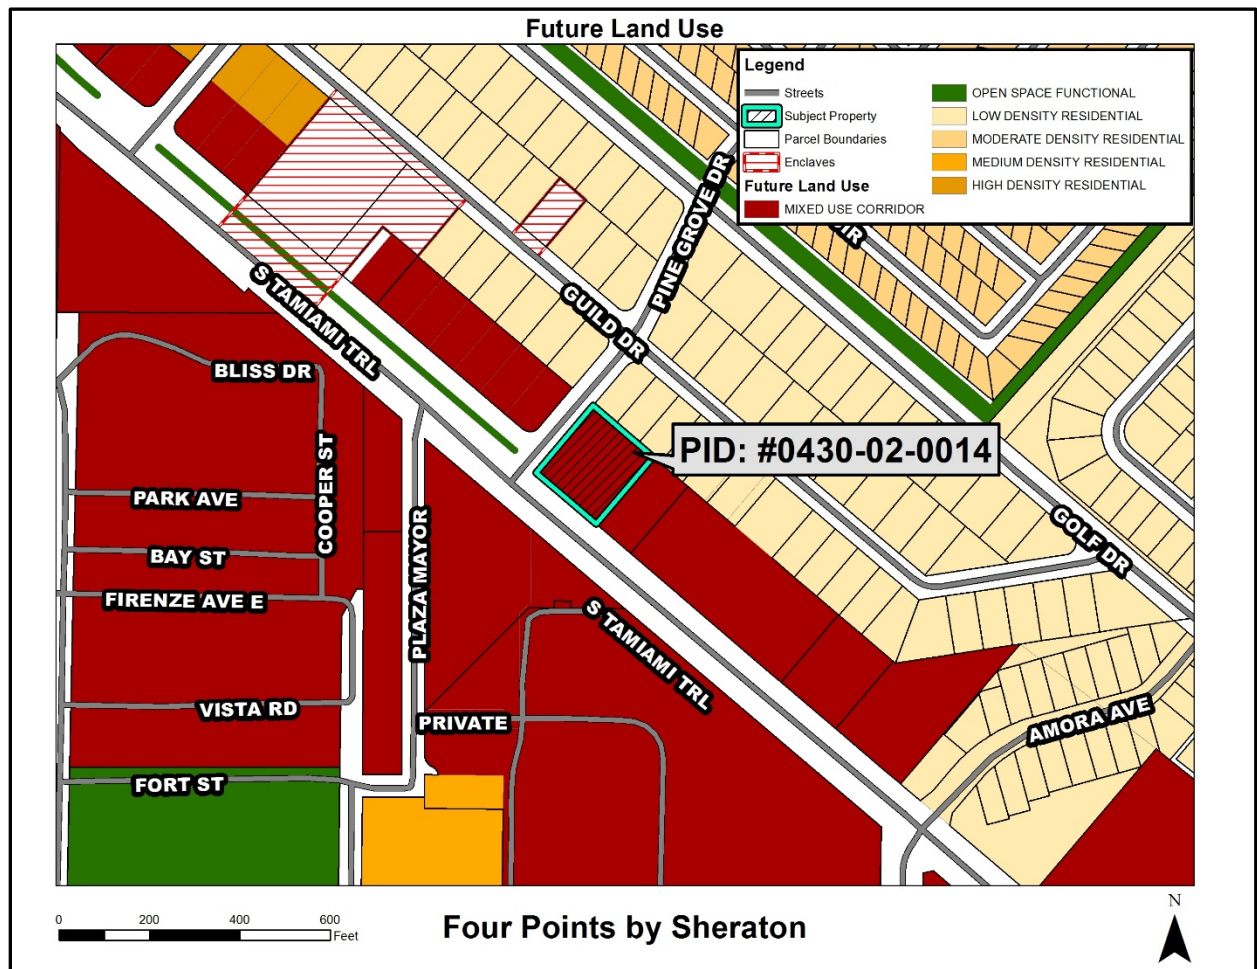 Future Land Use
Legend
Streets
Subject Property
Parcel Boundaries
Enclaves
Future Land Use
MIXED USE CORRIDOR
OPEN SPACE FUNCTIONAL
LOW DENSITY RESIDENTIAL
MODERATE DENSITY RESIDENTIAL
MEDIUM DENSITY RESIDENTIAL
HIGH DENSITY RESIDENTIAL
PINE GROVE DR
S TAMIAMI TRL
GUILD DR
BLISS DR
PID: #0430-02-0014
COOPER ST
PARK AVE
BAY ST
FIRENZE AVE E
PLAZA MAYOR
GOLF DR
S TAMIAMI TRL
VISTA RD
PRIVATE
AMORA AVE
FORT ST
0 200 400 600
Feet
Four Points by Sheraton
N